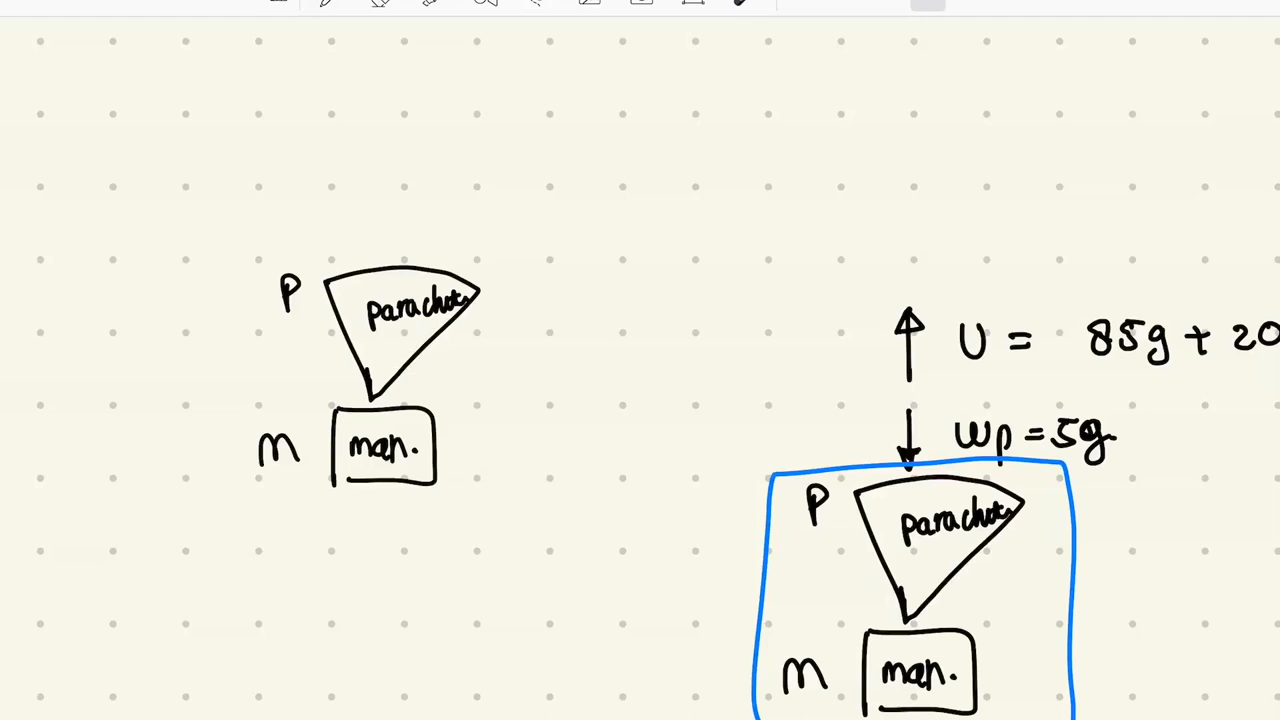 P
parachute
m
man.
U = 85g + 20
Wp = 5g
P
parachute
m
man.